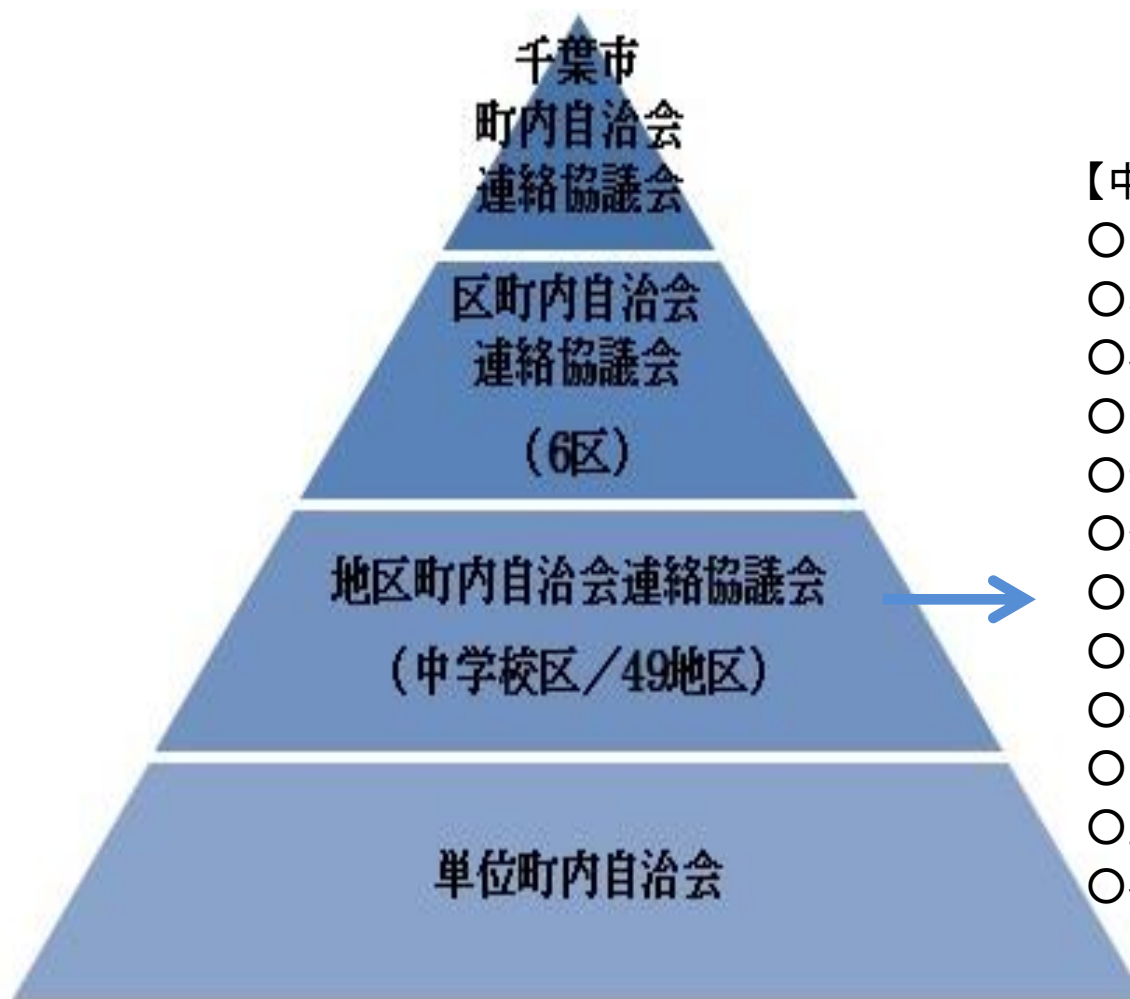 千葉市
町内自治会
連絡協議会
区町内自治会
連絡協議会
(6区)
地区町内自治会連絡協議会
(中学校区/49地区)
単位町内自治会
【中
○
○
○
○
○
○
○
○
○
○
○
○